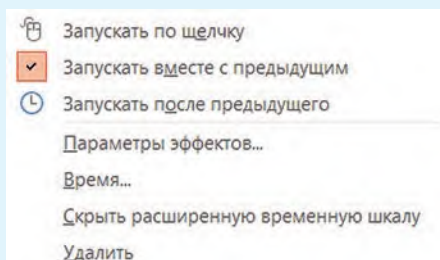 Запускать по щелчку
Запускать вместе с предыдущим
Запускать после предыдущего
Параметры эффектов...
Время...
Скрыть расширенную временную шкалу
Удалить